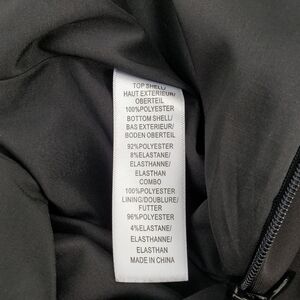 TOP SHELL/
HAUT EXTERIEUR/
OBERTEIL
100%POLYESTER
BOTTOM SHELL/
BAS EXTERIEUR/
BODEN OBERTEIL
92%POLYESTER
8%ELASTANE/
ELASTHANNE/
ELASTHAN
COMBO
100%POLYESTER
LINING/DOUBLURE/
FUTTER
96%POLYESTER
4%ELASTANE/
ELASTHANNE/
ELASTHAN
MADE IN CHINA